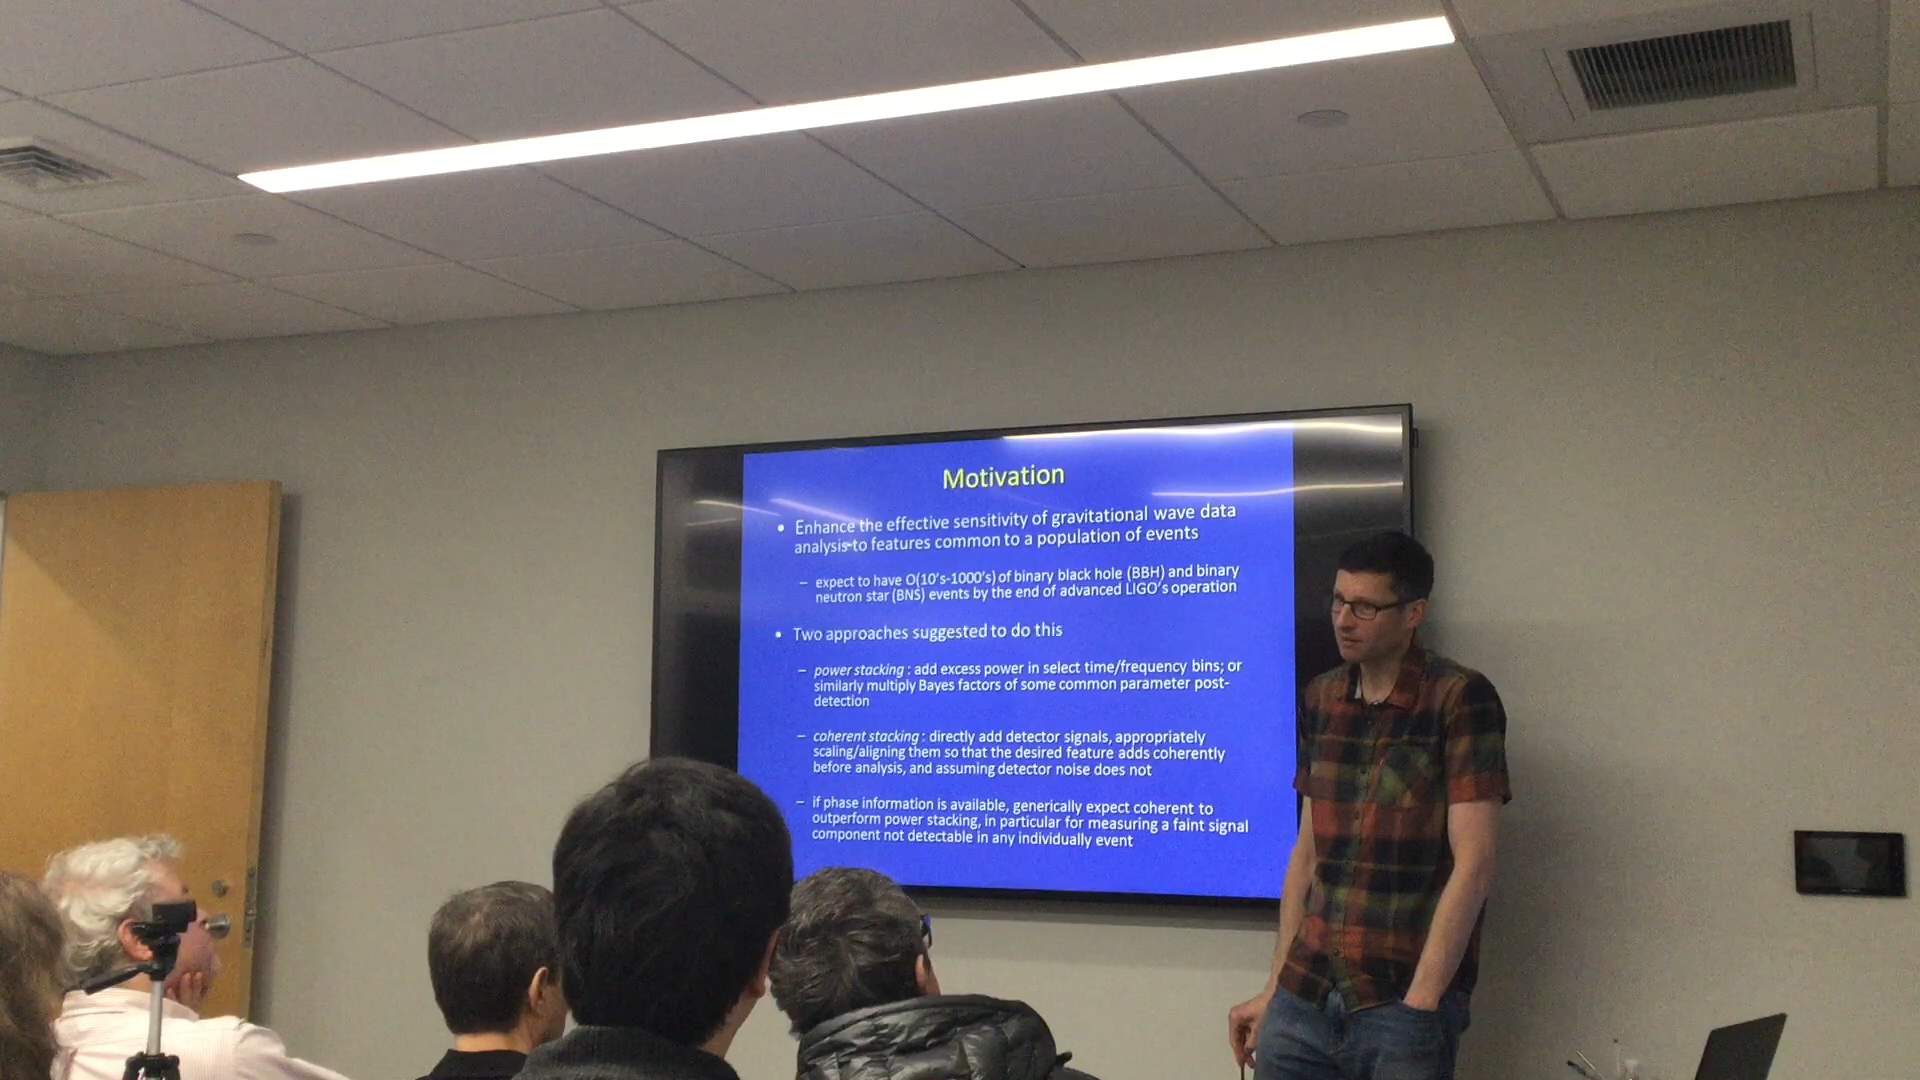 Motivation
• Enhance the effective sensitivity of gravitational wave data
analysis to features common to a population of events
– expect to have O(10's-1000's) of binary black hole (BBH) and binary
neutron star (BNS) events by the end of advanced LIGO's operation
• Two approaches suggested to do this
– power stacking : add excess power in select time/frequency bins; or
similarly multiply Bayes factors of some common parameter post-
detection
– coherent stacking : directly add detector signals, appropriately
scaling/aligning them so that the desired feature adds coherently
before analysis, and assuming detector noise does not
– if phase information is available, generically expect coherent to
outperform power stacking, in particular for measuring a faint signal
component not detectable in any individually event